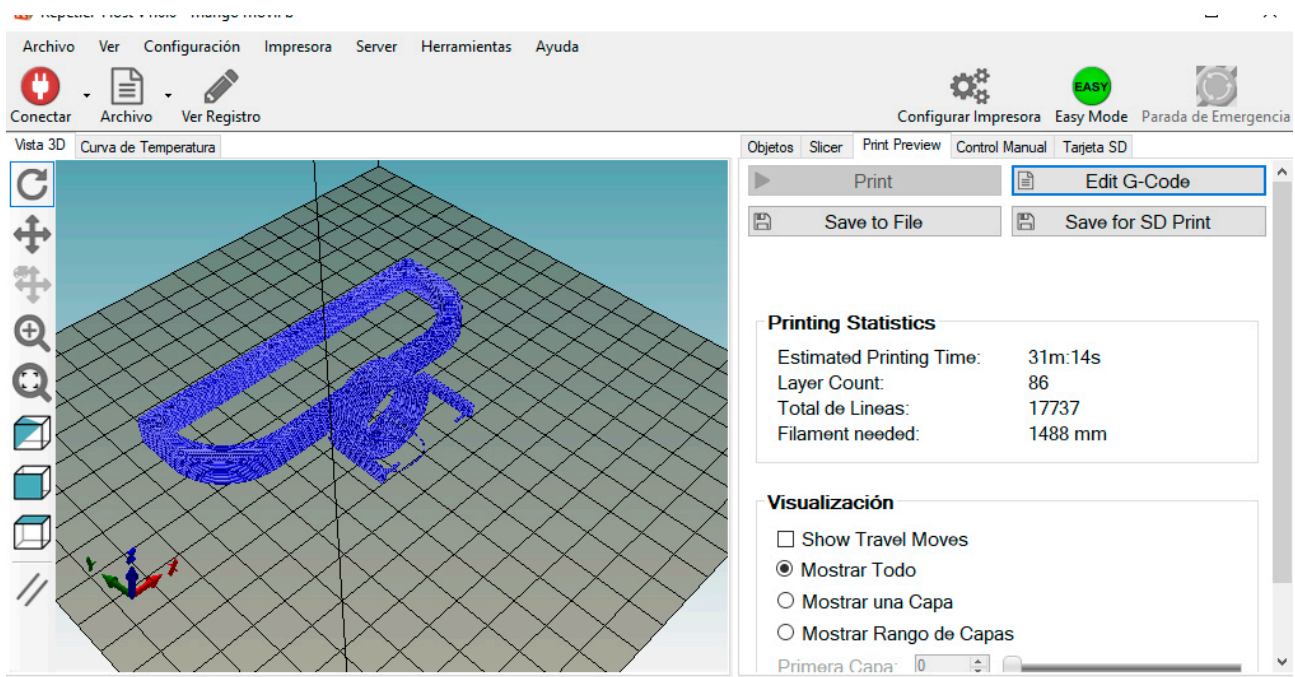 Archivo Ver Configuración Impresora Server Herramientas Ayuda
EASY
Conectar Archivo Ver Registro Configurar Impresora Easy Mode Parada de Emergencia
Vista 3D Curva de Temperatura Objetos Slicer Print Preview Control Manual Tarjeta SD
Print Edit G-Code
Save to File Save for SD Print
Printing Statistics
Estimated Printing Time: 31m:14s
Layer Count: 86
Total de Lineas: 17737
Filament needed: 1488 mm
Visualización
Show Travel Moves
Mostrar Todo
Mostrar una Capa
Mostrar Rango de Capas
Primera Capa: 0